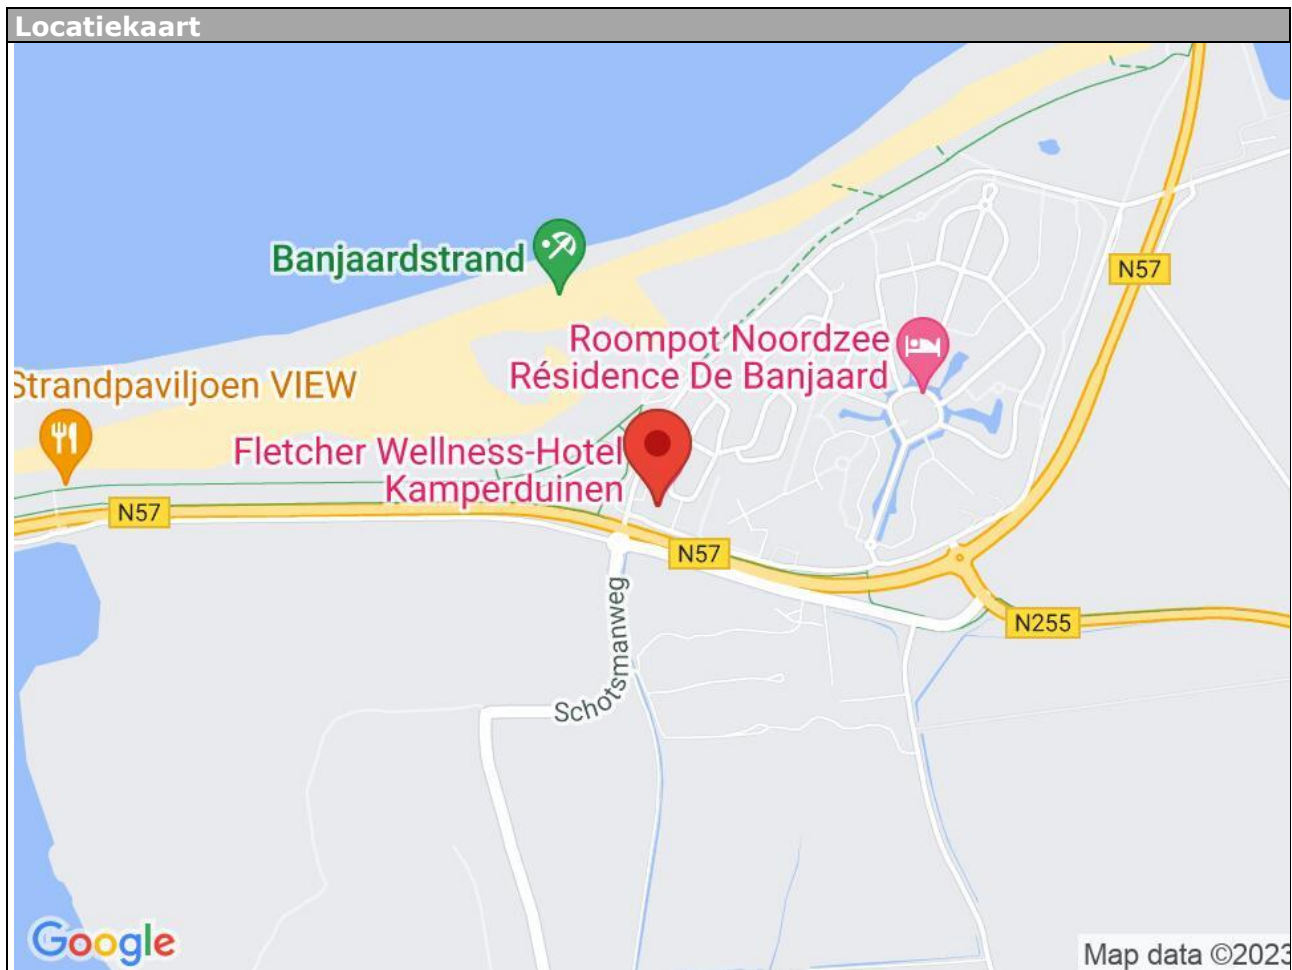 Locatiekaart
N57
Banjaardstrand
Roompot Noordzee
Résidence De Banjaard
Strandpaviljoen VIEW
Fletcher Wellness-Hotel
Kamperduinen
N57
N57
N255
Schotsmanweg
Google
Map data ©2023